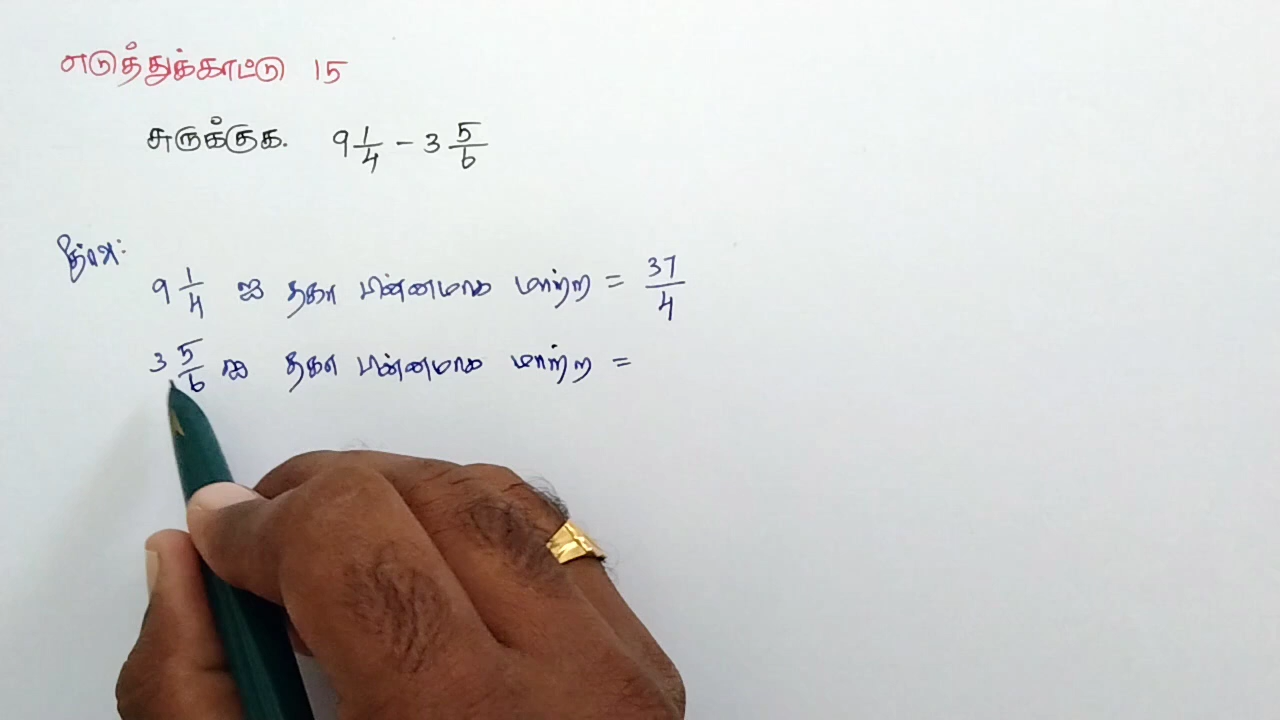 எடுத்துக்காட்டு 15
சுருக்குக. 9 1/4 - 3 5/6
தீர்வு:
9 1/4 ஐ தகா பின்னமாக மாற்ற = 37/4
3 5/6 ஐ தகா பின்னமாக மாற்ற =